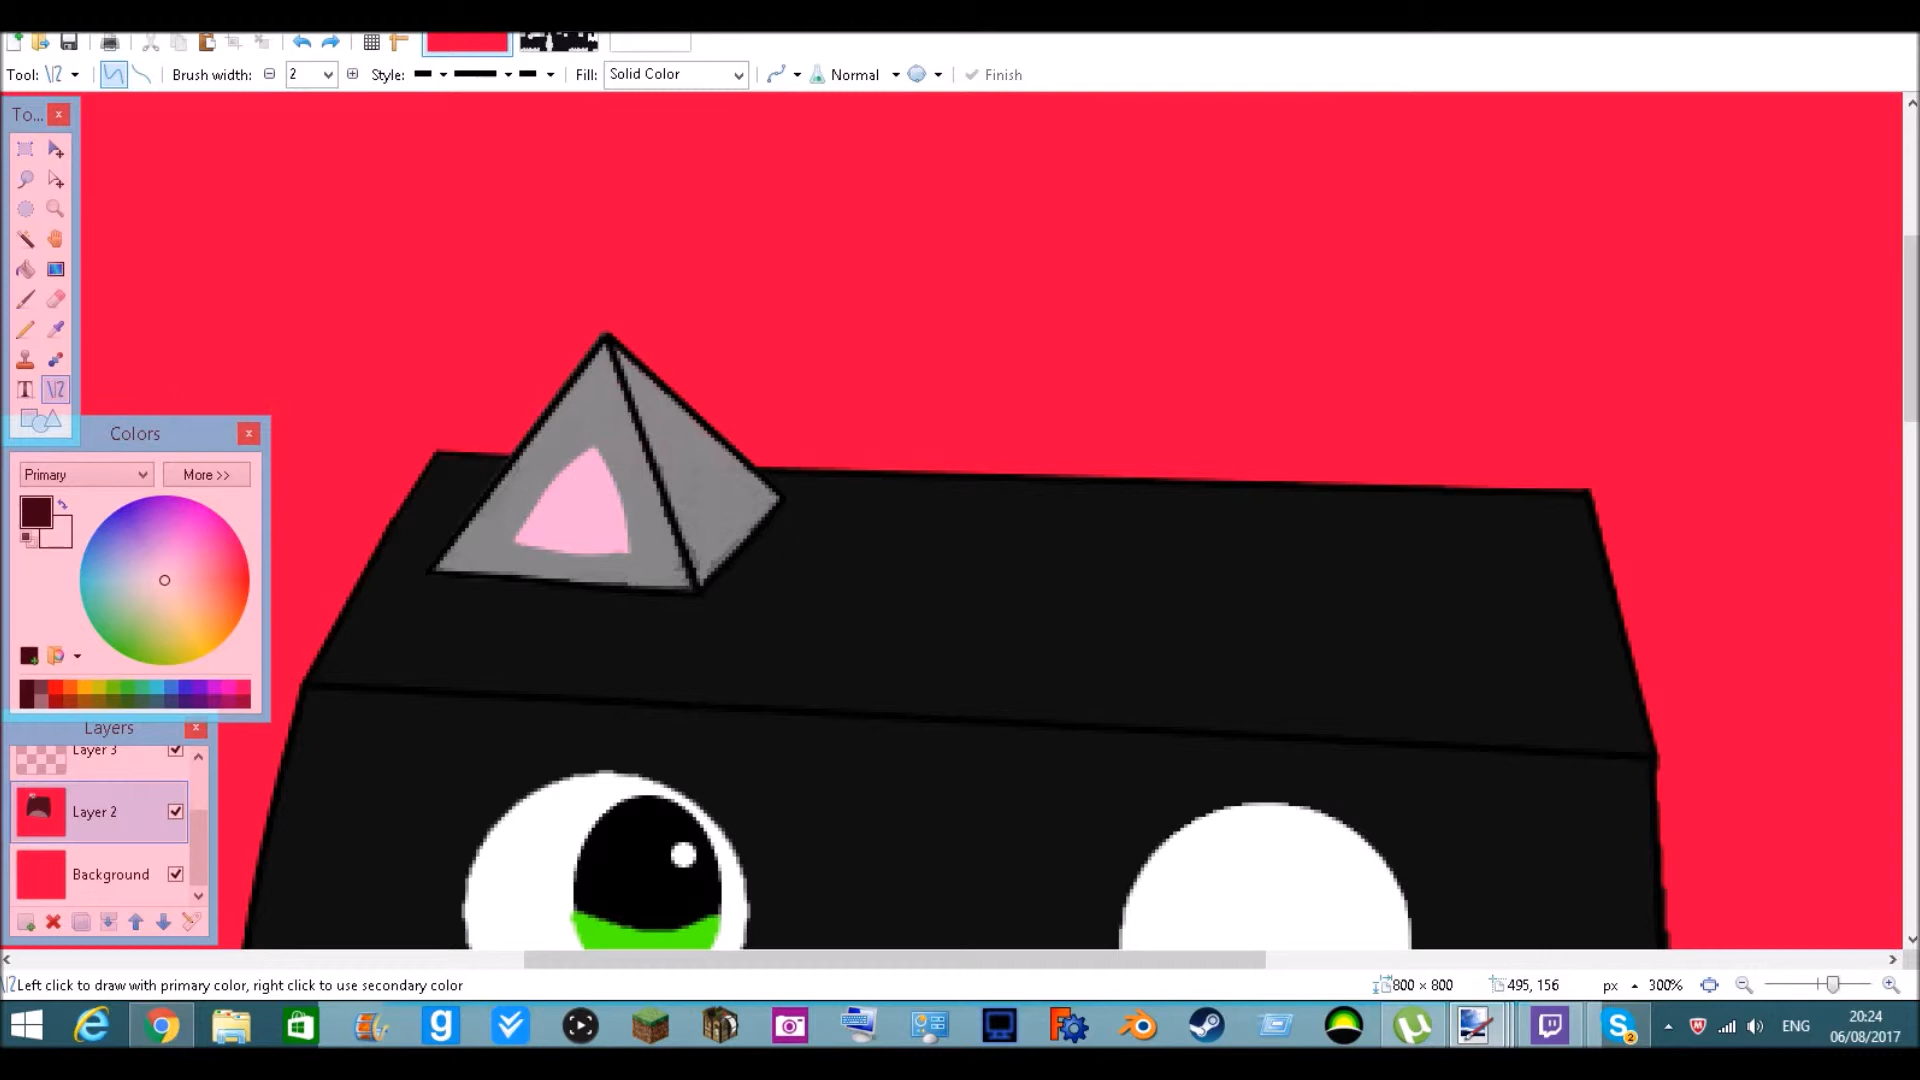 Tool:
Brush width:
2
Style:
Fill:
Solid Color
Normal
Finish
To...
Colors
Primary
More >>
Layers
Layer 3
Layer 2
Background
Left click to draw with primary color, right click to use secondary color
800 × 800
495, 156
px
300%
ENG
20:24
06/08/2017